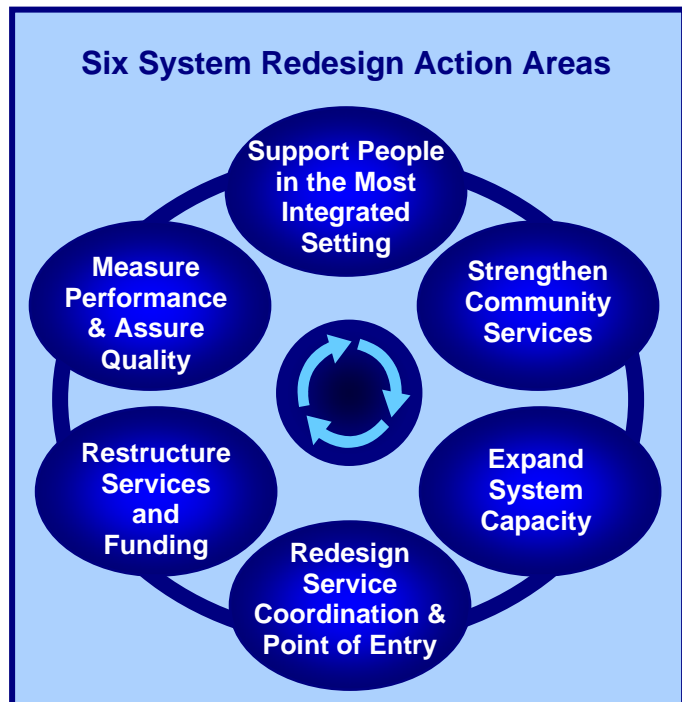 Six System Redesign Action Areas
Support People
in the Most
Integrated
Setting
Strengthen
Community
Services
Expand
System
Capacity
Redesign
Service
Coordination &
Point of Entry
Restructure
Services
and
Funding
Measure
Performance
& Assure
Quality